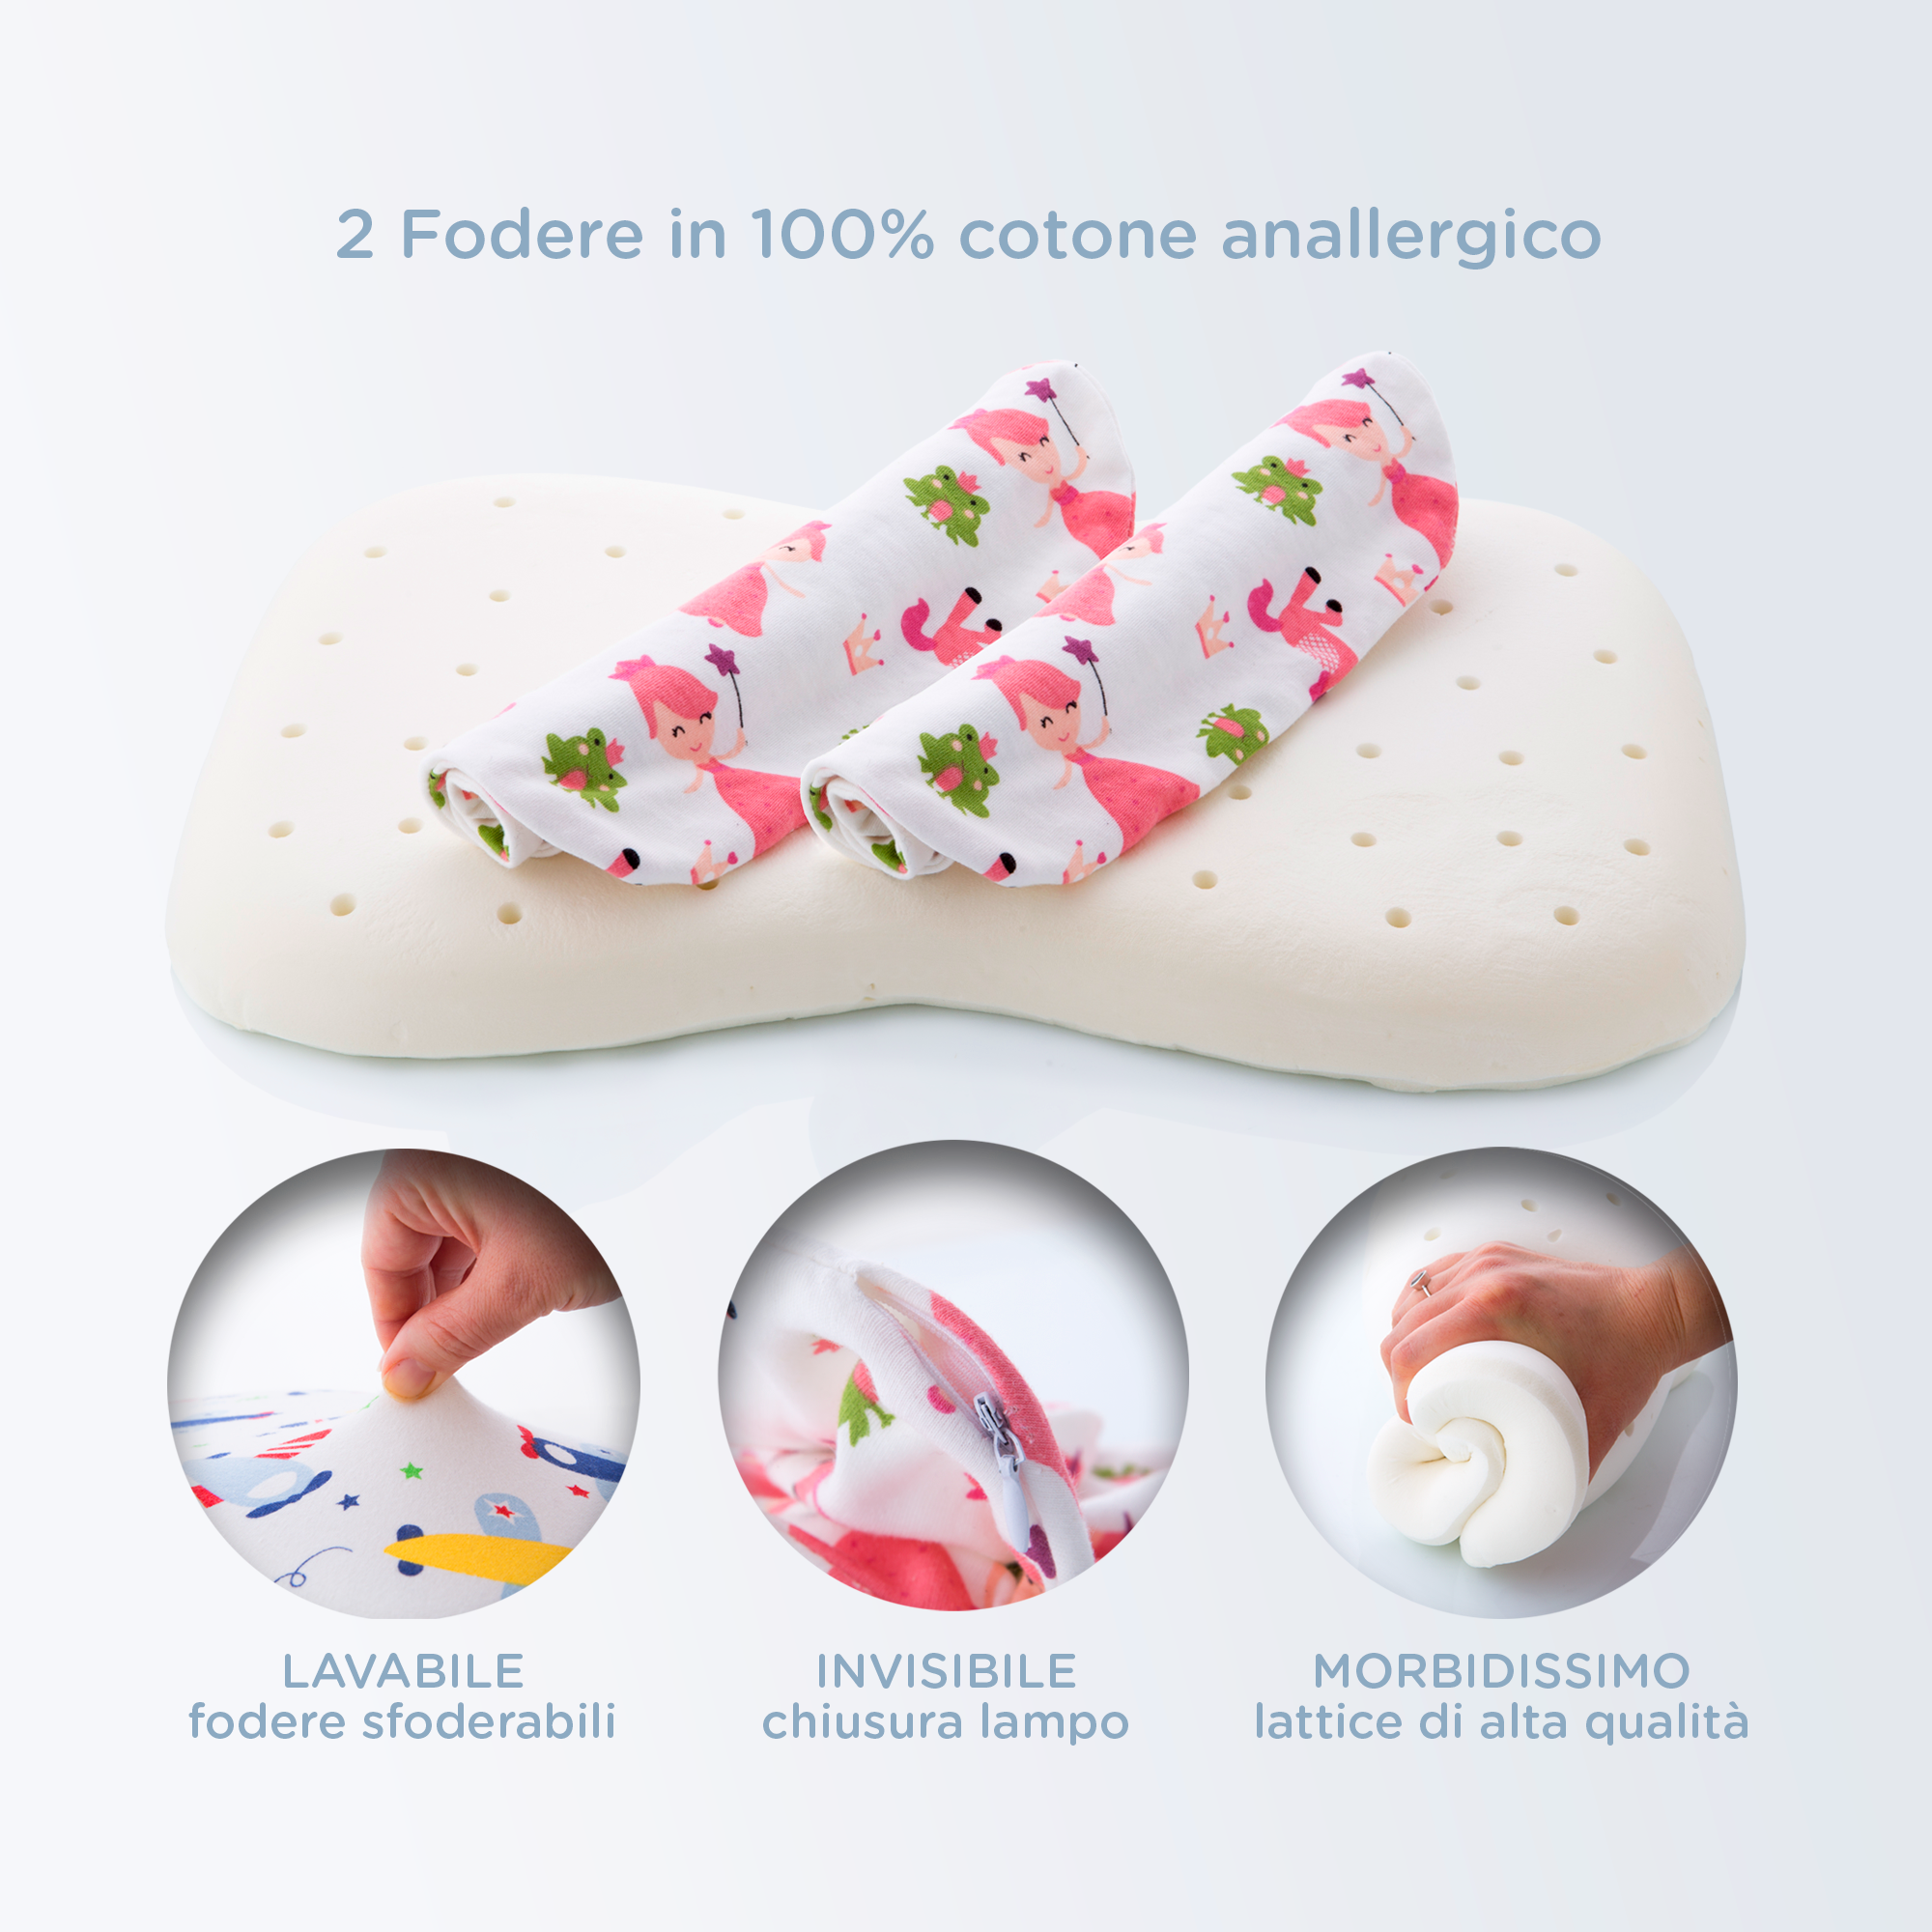 2 Fodere in 100% cotone anallergico
LAVABILE
fodere sfoderabili
INVISIBILE
chiusura lampo
MORBIDISSIMO
lattice di alta qualità